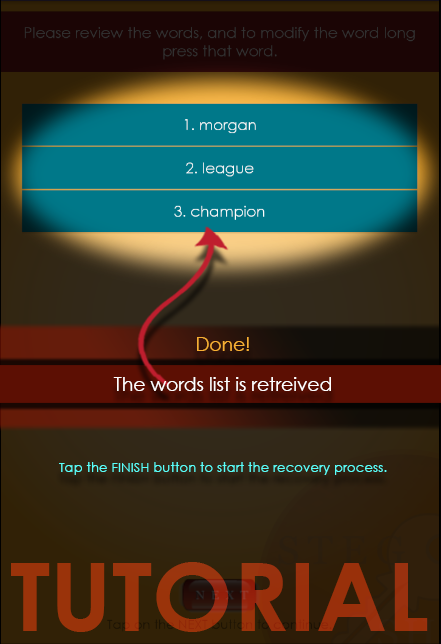 Please review the words, and to modify the word long
press that word.
1. morgan
2. league
3. champion
Done!
The words list is retreived
Tap the FINISH button to start the recovery process.
NEXT
TUTORIAL
Tap on the NEXT button to continue.